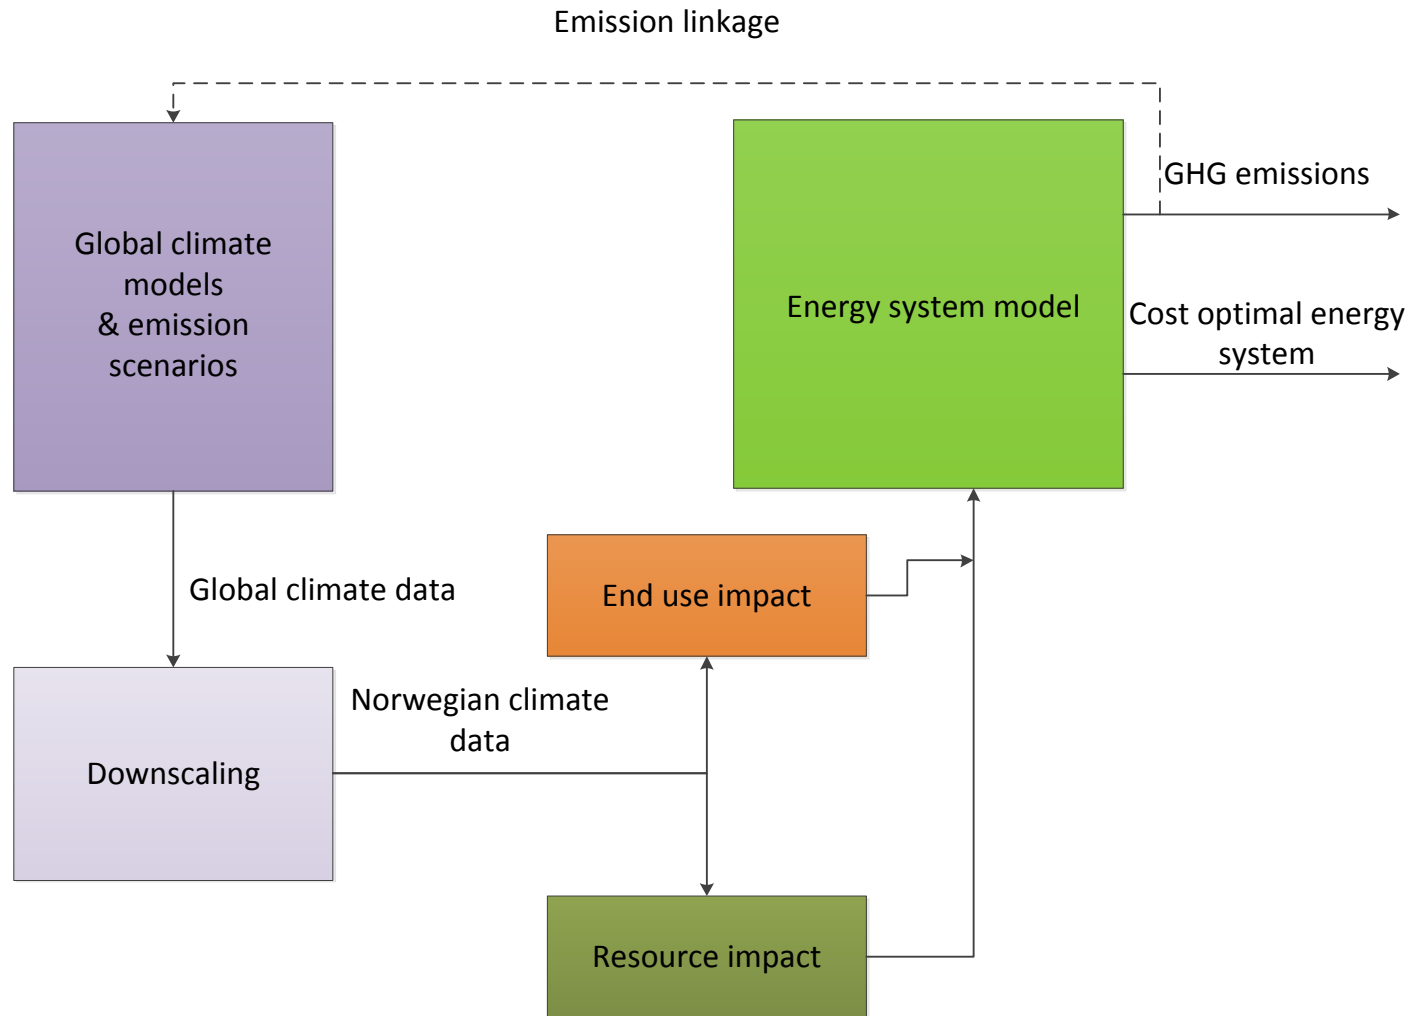 Emission linkage
Global climate
models
& emission
scenarios
Energy system model
GHG emissions
Cost optimal energy
system
Global climate data
End use impact
Norwegian climate
data
Downscaling
Resource impact